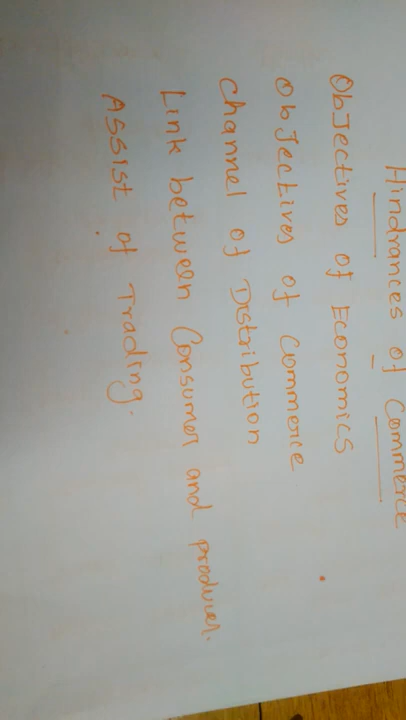 Hindrances of Commerce
Objectives of Economics
Objectives of Commerce
Channel of Distribution
Link between Consumer and producer.
Assist of Trading.